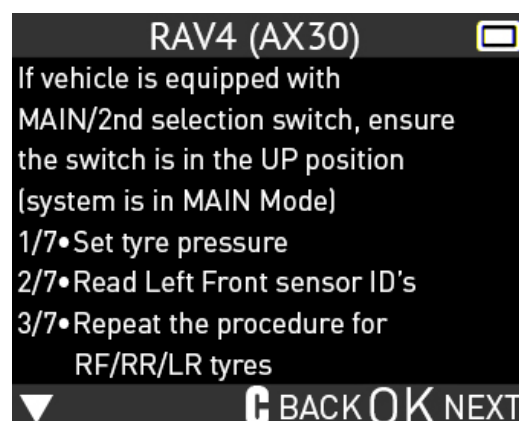 RAV4 (AX30)
If vehicle is equipped with
MAIN/2nd selection switch, ensure
the switch is in the UP position
(system is in MAIN Mode)
1/7•Set tyre pressure
2/7•Read Left Front sensor ID's
3/7•Repeat the procedure for
RF/RR/LR tyres
C BACK OK NEXT